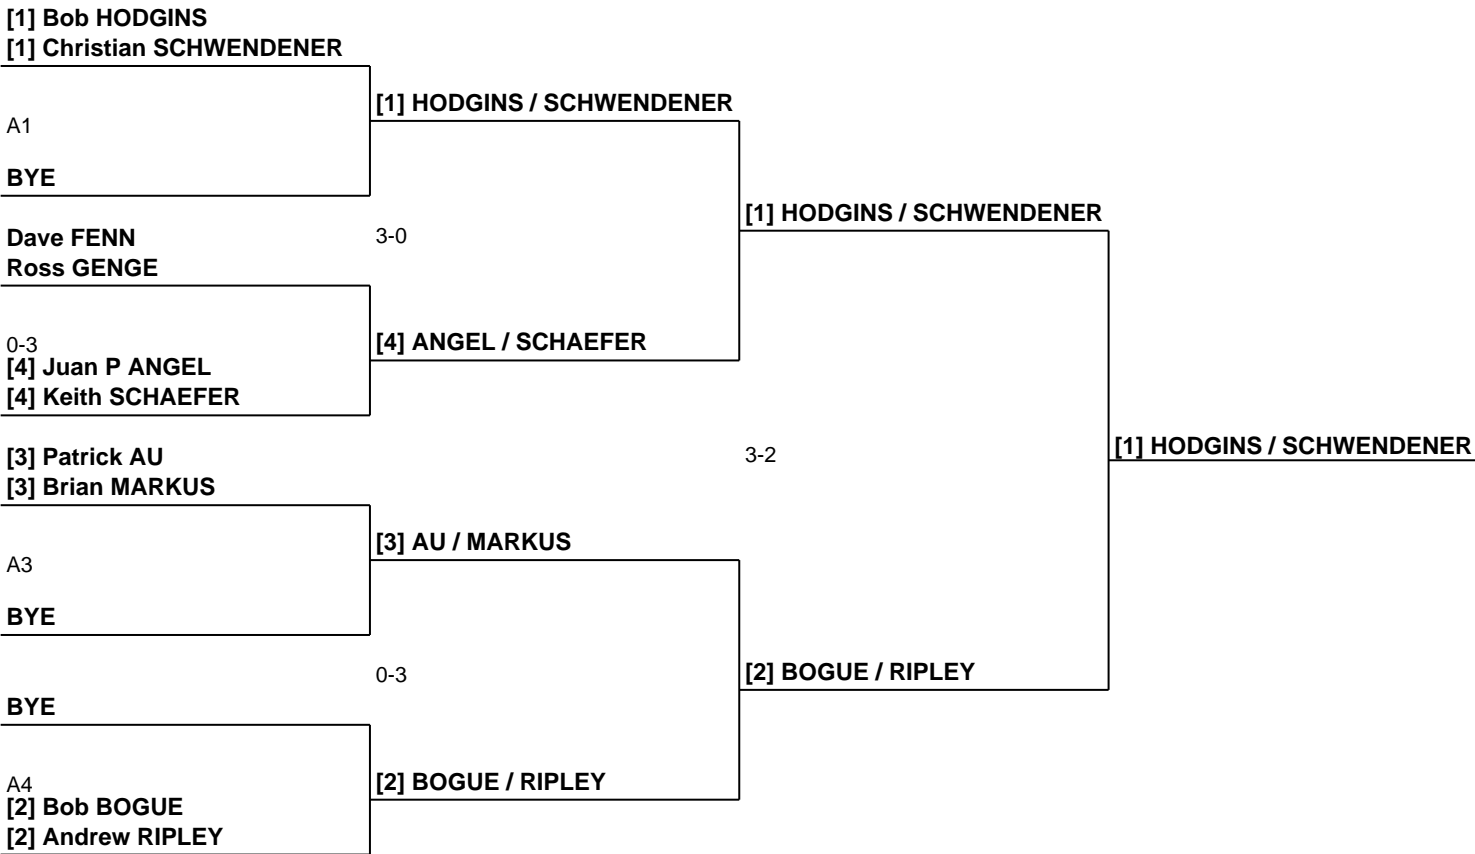 [1] Bob HODGINS
[1] Christian SCHWENDENER
A1
BYE
Dave FENN
Ross GENGE
0-3
[4] Juan P ANGEL
[4] Keith SCHAEFER
[3] Patrick AU
[3] Brian MARKUS
A3
BYE
BYE
A4
[2] Bob BOGUE
[2] Andrew RIPLEY
[1] HODGINS / SCHWENDENER
3-0
[4] ANGEL / SCHAEFER
[3] AU / MARKUS
0-3
[2] BOGUE / RIPLEY
[1] HODGINS / SCHWENDENER
3-2
[2] BOGUE / RIPLEY
[1] HODGINS / SCHWENDENER